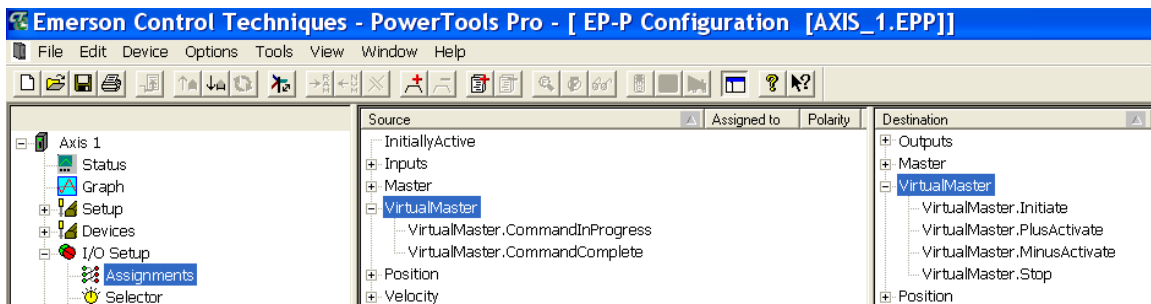 Emerson Control Techniques - PowerTools Pro - [ EP-P Configuration [AXIS_1.EPP]]
File Edit Device Options Tools View Window Help
Axis 1
Status
Graph
Setup
Devices
I/O Setup
Assignments
Selector
Source Assigned to Polarity
InitiallyActive
Inputs
Master
VirtualMaster
VirtualMaster.CommandInProgress
VirtualMaster.CommandComplete
Position
Velocity
Destination
Outputs
Master
VirtualMaster
VirtualMaster.Initiate
VirtualMaster.PlusActivate
VirtualMaster.MinusActivate
VirtualMaster.Stop
Position